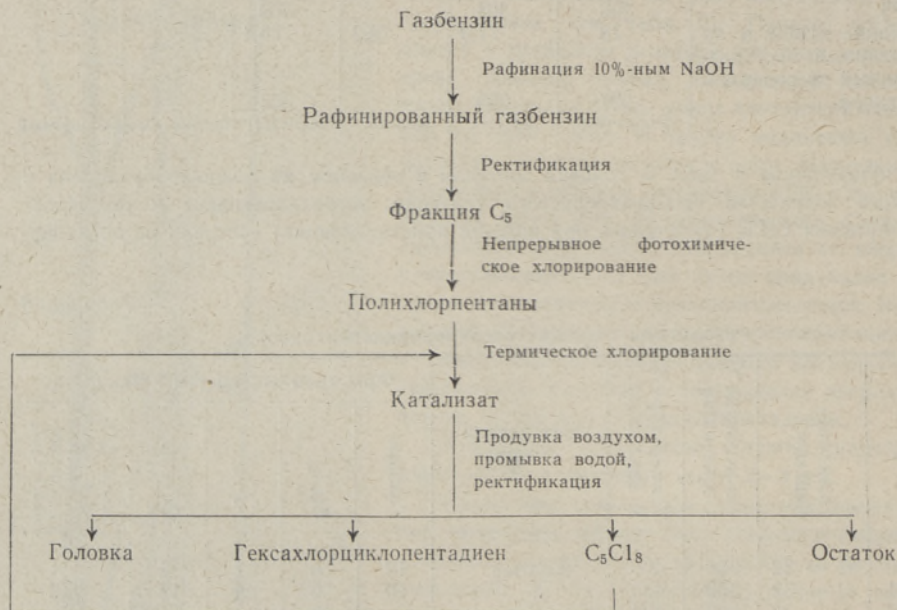 Газбензин
Рафинация 10%-ным NaOH
Рафинированный газбензин
Ректификация
Фракция C₅
Непрерывное фотохимиче-
ское хлорирование
Полихлорпентаны
Термическое хлорирование
Катализат
Продувка воздухом,
промывка водой,
ректификация
Головка Гексахлорциклопентадиен C₅Cl₈ Остаток